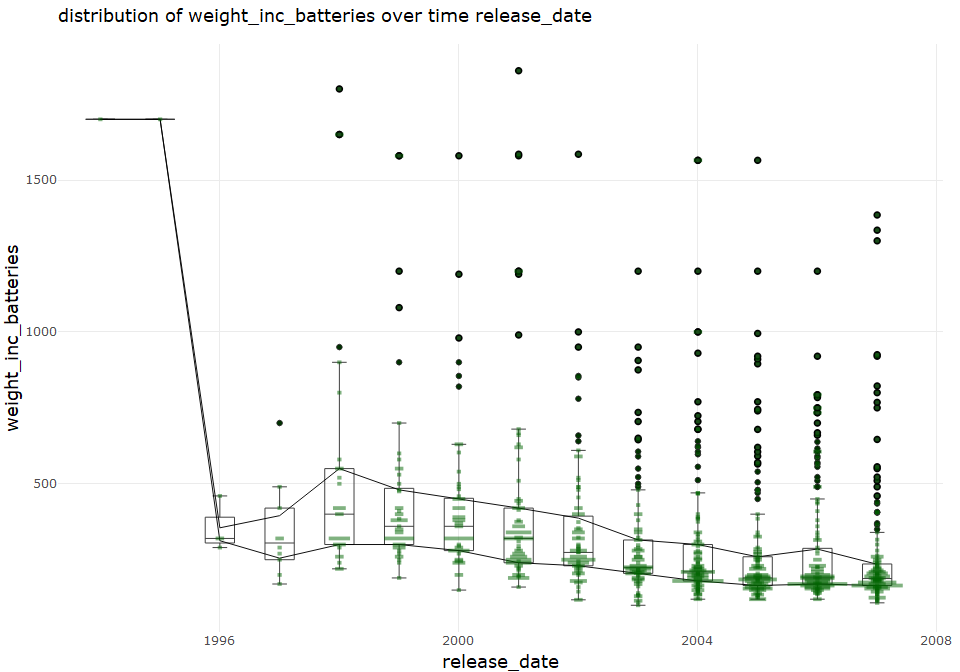 distribution of weight_inc_batteries over time release_date
weight_inc_batteries
1500
1000
500
1996
2000
2004
2008
release_date